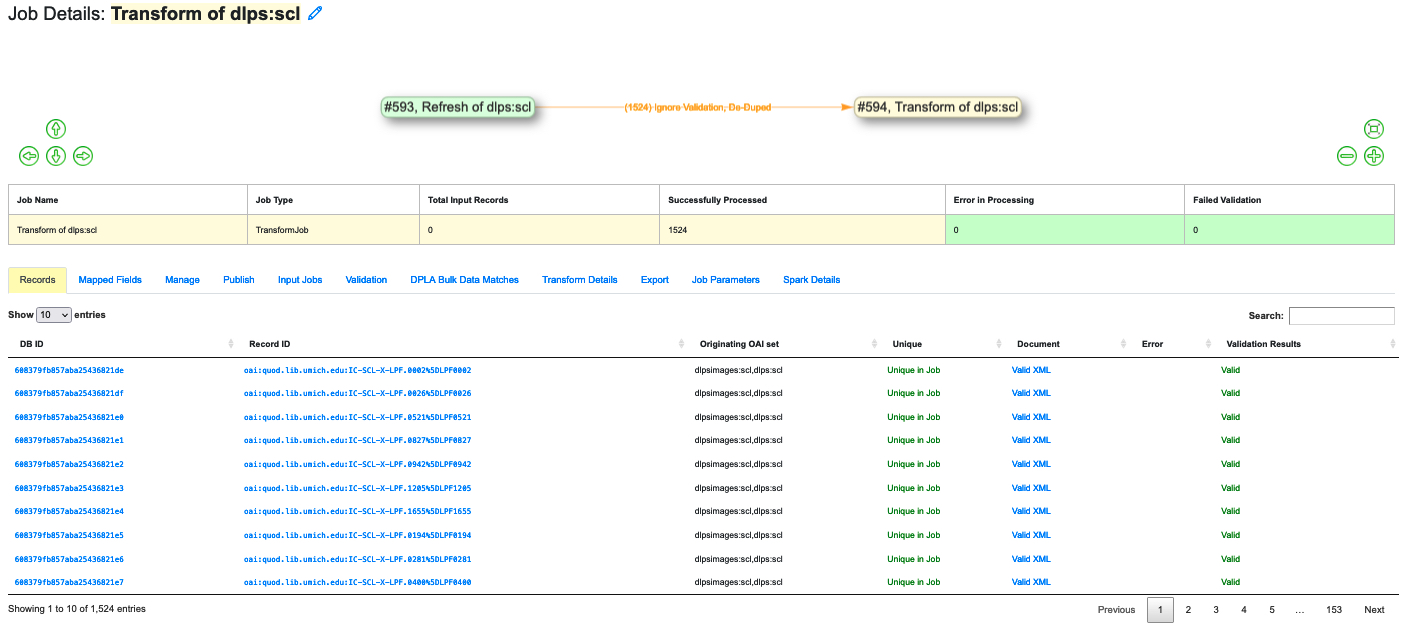 Job Details: Transform of dlps:scl
#593, Refresh of dlps:scl (1524) Ignore Validation, De-Duped #594, Transform of dlps:scl
Job Name Job Type Total Input Records Successfully Processed Error in Processing Failed Validation
Transform of dlps:scl TransformJob 0 1524 0 0
Records Mapped Fields Manage Publish Input Jobs Validation DPLA Bulk Data Matches Transform Details Export Job Parameters Spark Details
Show 10 entries Search:
DB ID Record ID Originating OAI set Unique Document Error Validation Results
608379fb857aba25436821de oai:quod.lib.umich.edu:IC-SCL-X-LPF.0002%5DLPF0002 dlpsimages:scl,dlps:scl Unique in Job Valid XML Valid
608379fb857aba25436821df oai:quod.lib.umich.edu:IC-SCL-X-LPF.0026%5DLPF0026 dlpsimages:scl,dlps:scl Unique in Job Valid XML Valid
608379fb857aba25436821e0 oai:quod.lib.umich.edu:IC-SCL-X-LPF.0521%5DLPF0521 dlpsimages:scl,dlps:scl Unique in Job Valid XML Valid
608379fb857aba25436821e1 oai:quod.lib.umich.edu:IC-SCL-X-LPF.0827%5DLPF0827 dlpsimages:scl,dlps:scl Unique in Job Valid XML Valid
608379fb857aba25436821e2 oai:quod.lib.umich.edu:IC-SCL-X-LPF.0942%5DLPF0942 dlpsimages:scl,dlps:scl Unique in Job Valid XML Valid
608379fb857aba25436821e3 oai:quod.lib.umich.edu:IC-SCL-X-LPF.1205%5DLPF1205 dlpsimages:scl,dlps:scl Unique in Job Valid XML Valid
608379fb857aba25436821e4 oai:quod.lib.umich.edu:IC-SCL-X-LPF.1655%5DLPF1655 dlpsimages:scl,dlps:scl Unique in Job Valid XML Valid
608379fb857aba25436821e5 oai:quod.lib.umich.edu:IC-SCL-X-LPF.0194%5DLPF0194 dlpsimages:scl,dlps:scl Unique in Job Valid XML Valid
608379fb857aba25436821e6 oai:quod.lib.umich.edu:IC-SCL-X-LPF.0281%5DLPF0281 dlpsimages:scl,dlps:scl Unique in Job Valid XML Valid
608379fb857aba25436821e7 oai:quod.lib.umich.edu:IC-SCL-X-LPF.0400%5DLPF0400 dlpsimages:scl,dlps:scl Unique in Job Valid XML Valid
Showing 1 to 10 of 1,524 entries Previous 1 2 3 4 5 … 153 Next